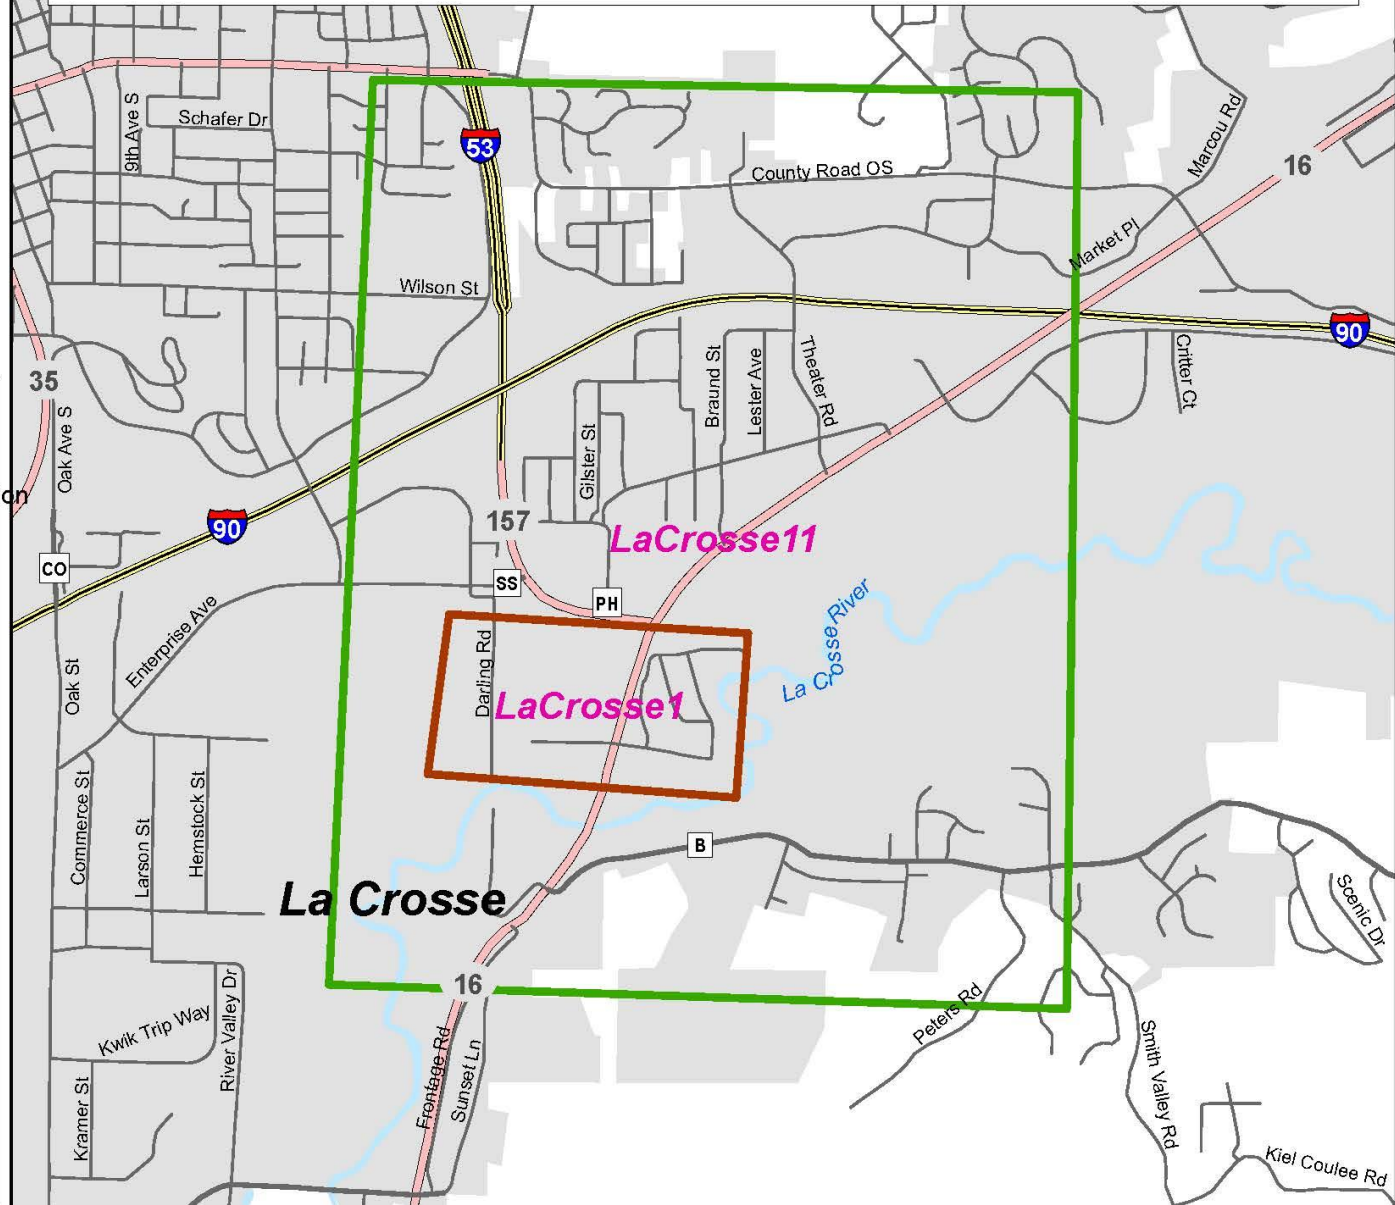 9th Ave S
Schafer Dr
53
County Road OS
Marcou Rd
16
Market Pl
Wilson St
90
35
Oak Ave S
Braund St
Lester Ave
Theater Rd
Critter Ct
Gilster St
on
90
157
LaCrosse11
CO
SS
PH
Enterprise Ave
La Crosse River
Oak St
Darling Rd
LaCrosse1
Commerce St
Larson St
Hemstock St
B
La Crosse
Scenic Dr
16
Kwik Trip Way
River Valley Dr
Peters Rd
Frontage Rd
Sunset Ln
Smith Valley Rd
Kramer St
Kiel Coulee Rd